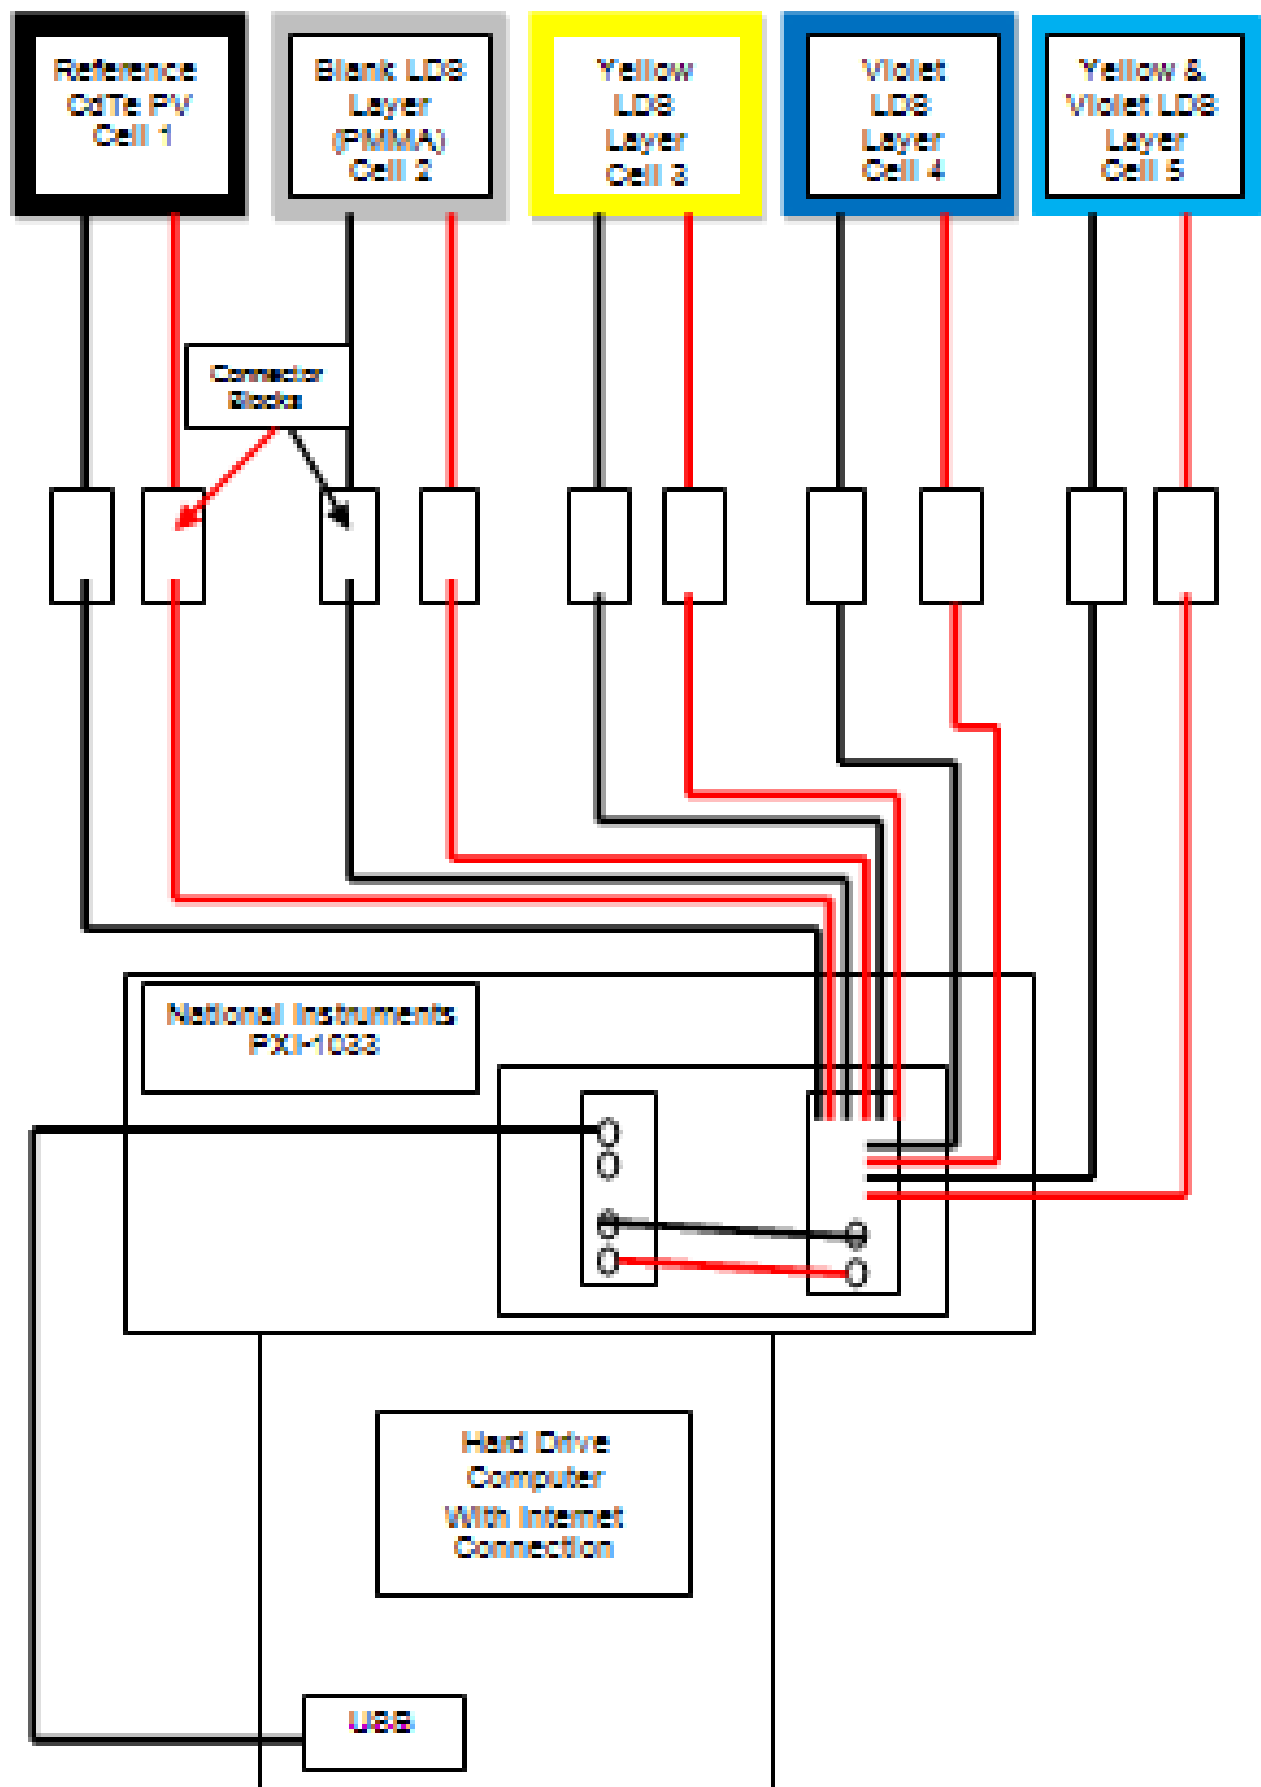 Reference
CdTe PV
Cell 1
Blank LDS
Layer
(PMMA)
Cell 2
Yellow
LDS
Layer
Cell 3
Violet
LDS
Layer
Cell 4
Yellow &
Violet LDS
Layer
Cell 5
Connector
Blocks
National Instruments
PXI-1033
Hard Drive
Computer
With Internet
Connection
USB